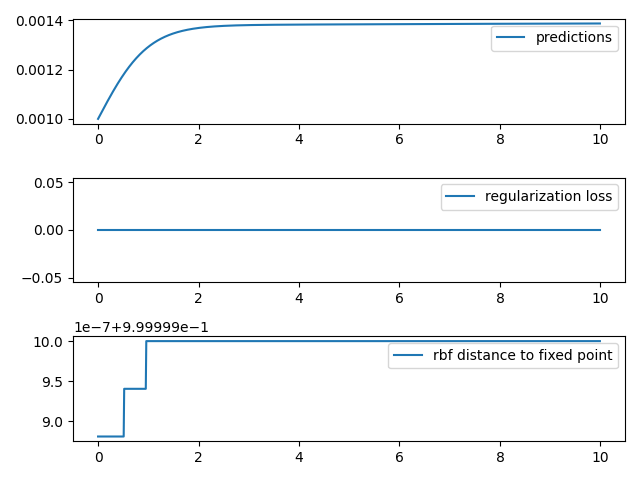 0.0014
predictions
0.0012
0.0010
0 2 4 6 8 10
0.05
regularization loss
0.00
−0.05
0 2 4 6 8 10
1e-7+9.99999e-1
10.0
rbf distance to fixed point
9.5
9.0
0 2 4 6 8 10